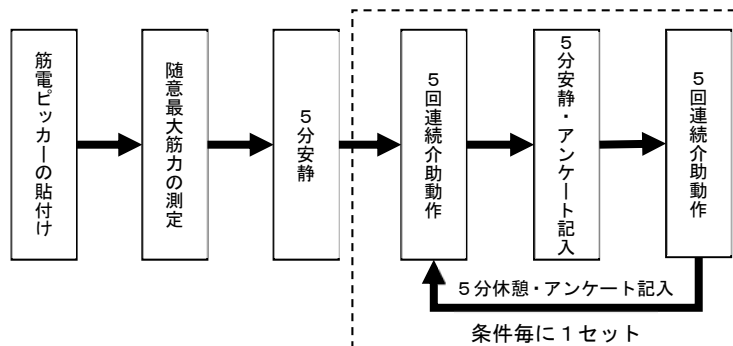 筋電ピッカーの貼付け
随意最大筋力の測定
５分安静
５回連続介助動作
５分安静・アンケート記入
５回連続介助動作
５分休憩・アンケート記入
条件毎に１セット